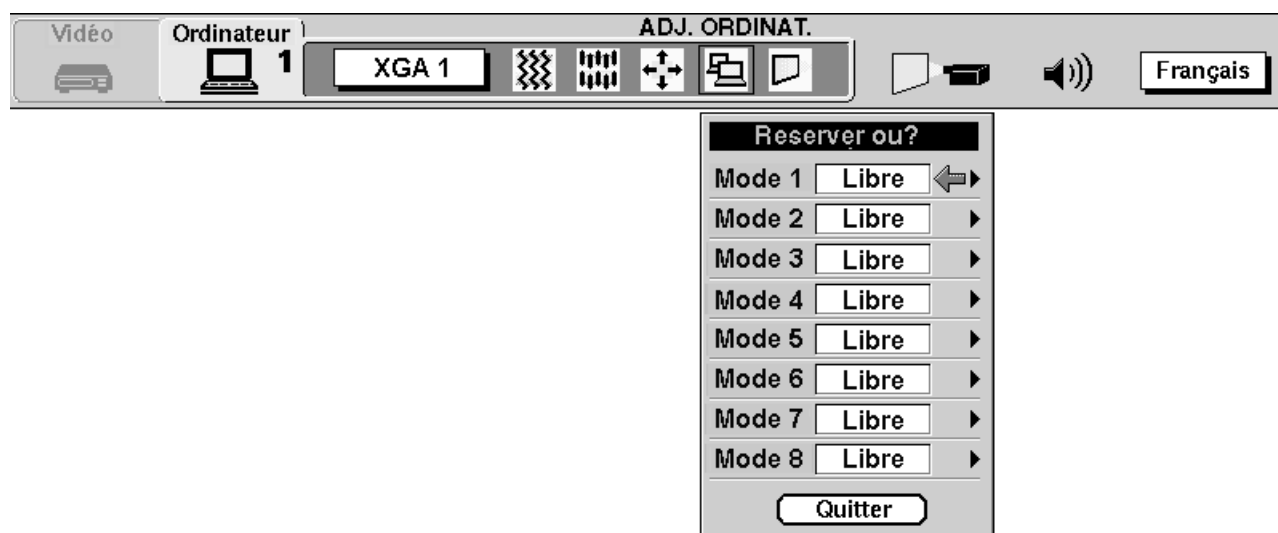 Vidéo
Ordinateur
1
ADJ. ORDINAT.
XGA 1
Français
Reserver ou?
Mode 1 Libre
Mode 2 Libre
Mode 3 Libre
Mode 4 Libre
Mode 5 Libre
Mode 6 Libre
Mode 7 Libre
Mode 8 Libre
Quitter